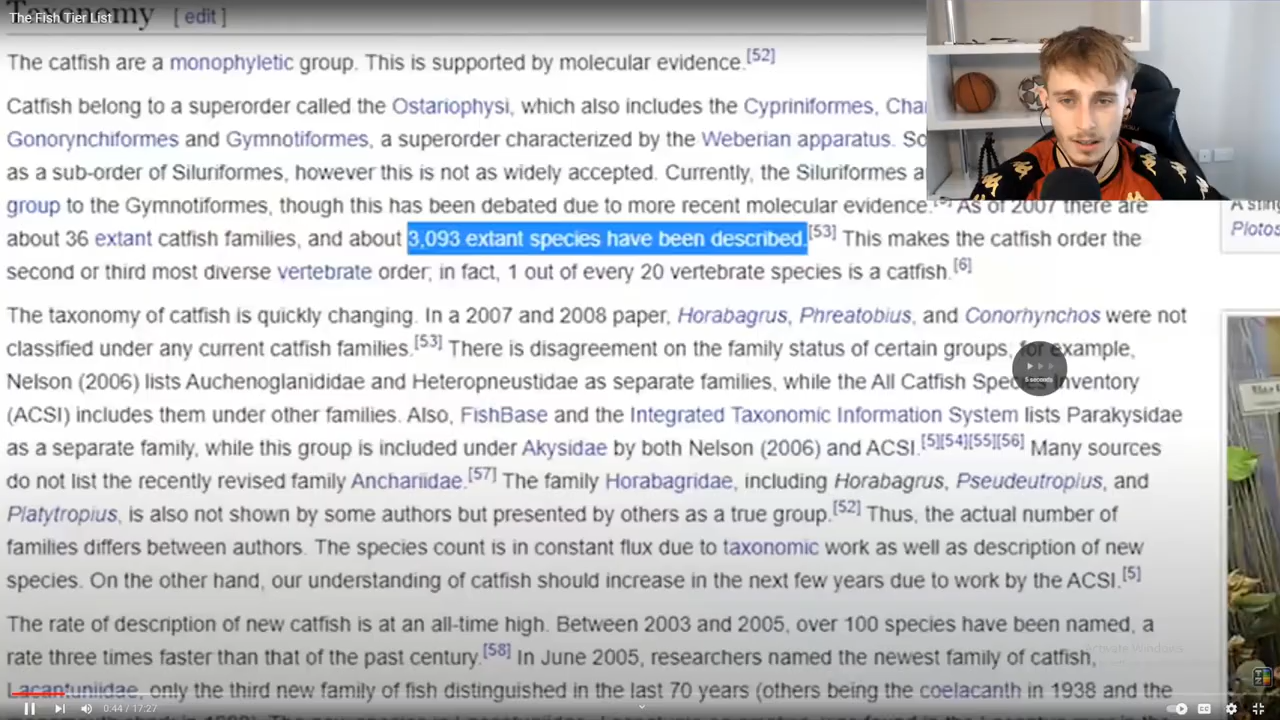 Taxonomy [ edit ]
The Fish Tier List
The catfish are a monophyletic group. This is supported by molecular evidence.[52]
Catfish belong to a superorder called the Ostariophysi, which also includes the Cypriniformes, Cha
Gonorynchiformes and Gymnotiformes, a superorder characterized by the Weberian apparatus. So
as a sub-order of Siluriformes, however this is not as widely accepted. Currently, the Siluriformes a
group to the Gymnotiformes, though this has been debated due to more recent molecular evidence. As of 2007 there are
about 36 extant catfish families, and about 3,093 extant species have been described.[53] This makes the catfish order the
second or third most diverse vertebrate order; in fact, 1 out of every 20 vertebrate species is a catfish.[6]
The taxonomy of catfish is quickly changing. In a 2007 and 2008 paper, Horabagrus, Phreatobius, and Conorhynchos were not
classified under any current catfish families.[53] There is disagreement on the family status of certain groups; for example,
Nelson (2006) lists Auchenoglanididae and Heteropneustidae as separate families, while the All Catfish Species Inventory
(ACSI) includes them under other families. Also, FishBase and the Integrated Taxonomic Information System lists Parakysidae
as a separate family, while this group is included under Akysidae by both Nelson (2006) and ACSI.[5][54][55][56] Many sources
do not list the recently revised family Anchariidae.[57] The family Horabagridae, including Horabagrus, Pseudeutropius, and
Platytropius, is also not shown by some authors but presented by others as a true group.[52] Thus, the actual number of
families differs between authors. The species count is in constant flux due to taxonomic work as well as description of new
species. On the other hand, our understanding of catfish should increase in the next few years due to work by the ACSI.[5]
The rate of description of new catfish is at an all-time high. Between 2003 and 2005, over 100 species have been named, a
rate three times faster than that of the past century.[58] In June 2005, researchers named the newest family of catfish,
Lacantuniidae, only the third new family of fish distinguished in the last 70 years (others being the coelacanth in 1938 and the
A sting
Plotos
5 seconds
Activate Windows
0:44 / 17:27